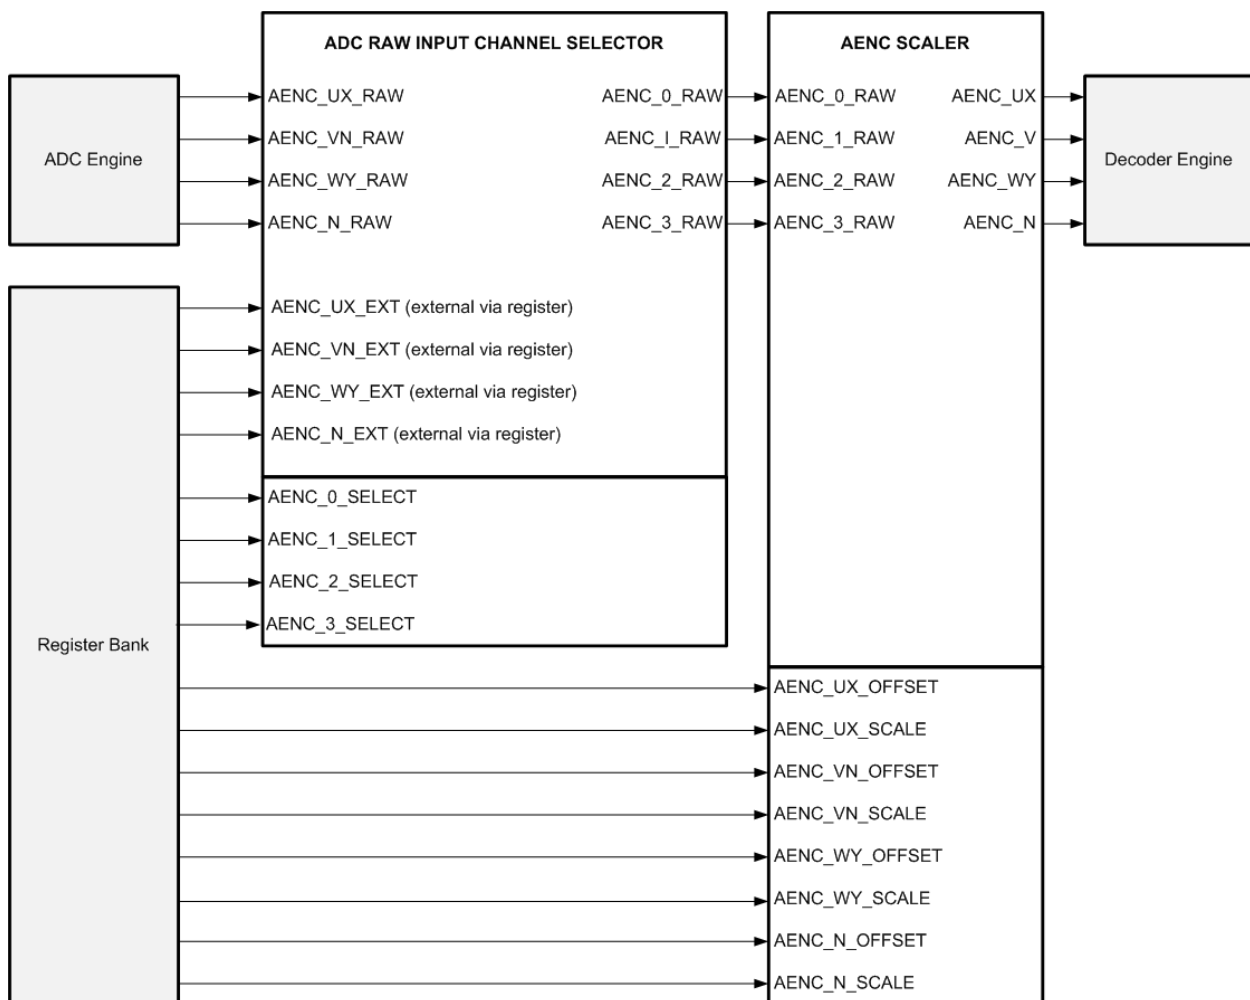 ADC RAW INPUT CHANNEL SELECTOR
AENC SCALER
ADC Engine
AENC_UX_RAW
AENC_0_RAW
AENC_0_RAW
AENC_UX
AENC_VN_RAW
AENC_I_RAW
AENC_1_RAW
AENC_V
AENC_WY_RAW
AENC_2_RAW
AENC_2_RAW
AENC_WY
AENC_N_RAW
AENC_3_RAW
AENC_3_RAW
AENC_N
Decoder Engine
AENC_UX_EXT (external via register)
AENC_VN_EXT (external via register)
AENC_WY_EXT (external via register)
AENC_N_EXT (external via register)
AENC_0_SELECT
AENC_1_SELECT
AENC_2_SELECT
AENC_3_SELECT
Register Bank
AENC_UX_OFFSET
AENC_UX_SCALE
AENC_VN_OFFSET
AENC_VN_SCALE
AENC_WY_OFFSET
AENC_WY_SCALE
AENC_N_OFFSET
AENC_N_SCALE